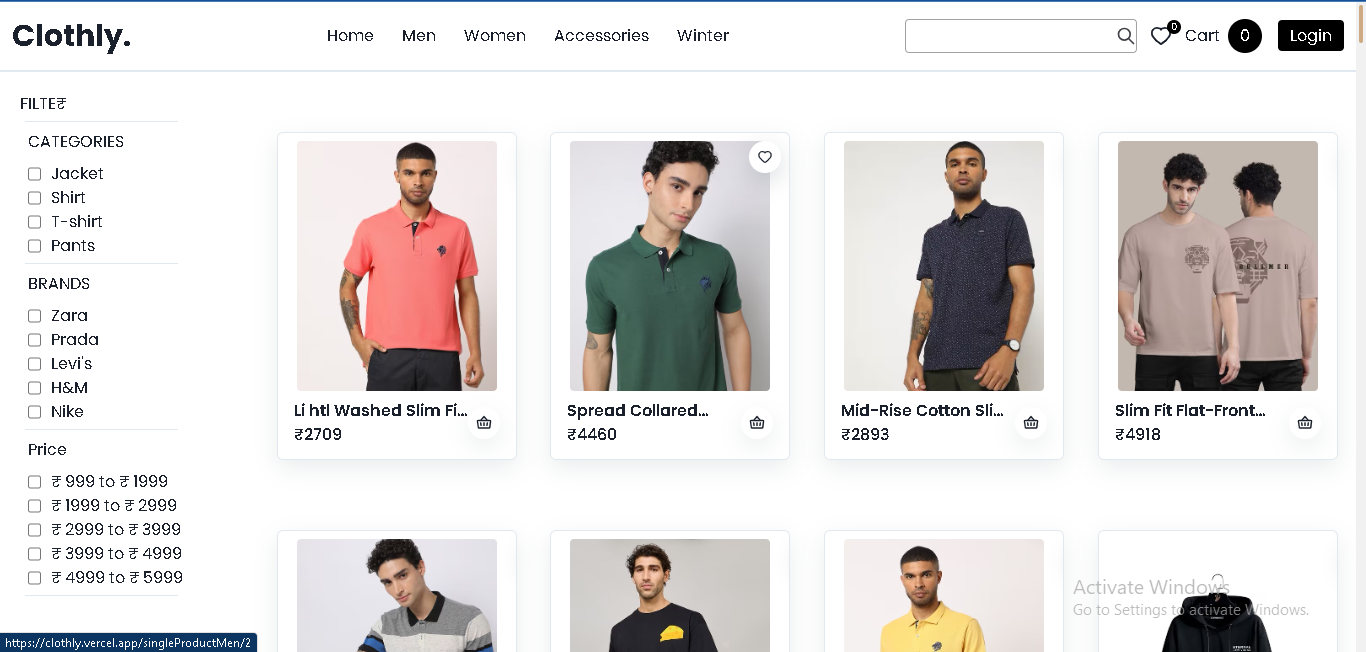 Clothly.
Home Men Women Accessories Winter
0
Cart 0 Login
FILTE₹
CATEGORIES
Jacket
Shirt
T-shirt
Pants
BRANDS
Zara
Prada
Levi's
H&M
Nike
Price
₹ 999 to ₹ 1999
₹ 1999 to ₹ 2999
₹ 2999 to ₹ 3999
₹ 3999 to ₹ 4999
₹ 4999 to ₹ 5999
Li htl Washed Slim Fi...
₹2709
Spread Collared...
₹4460
Mid-Rise Cotton Sli...
₹2893
Slim Fit Flat-Front...
₹4918
Activate Windows
Go to Settings to activate Windows.
https://clothly.vercel.app/singleProductMen/2